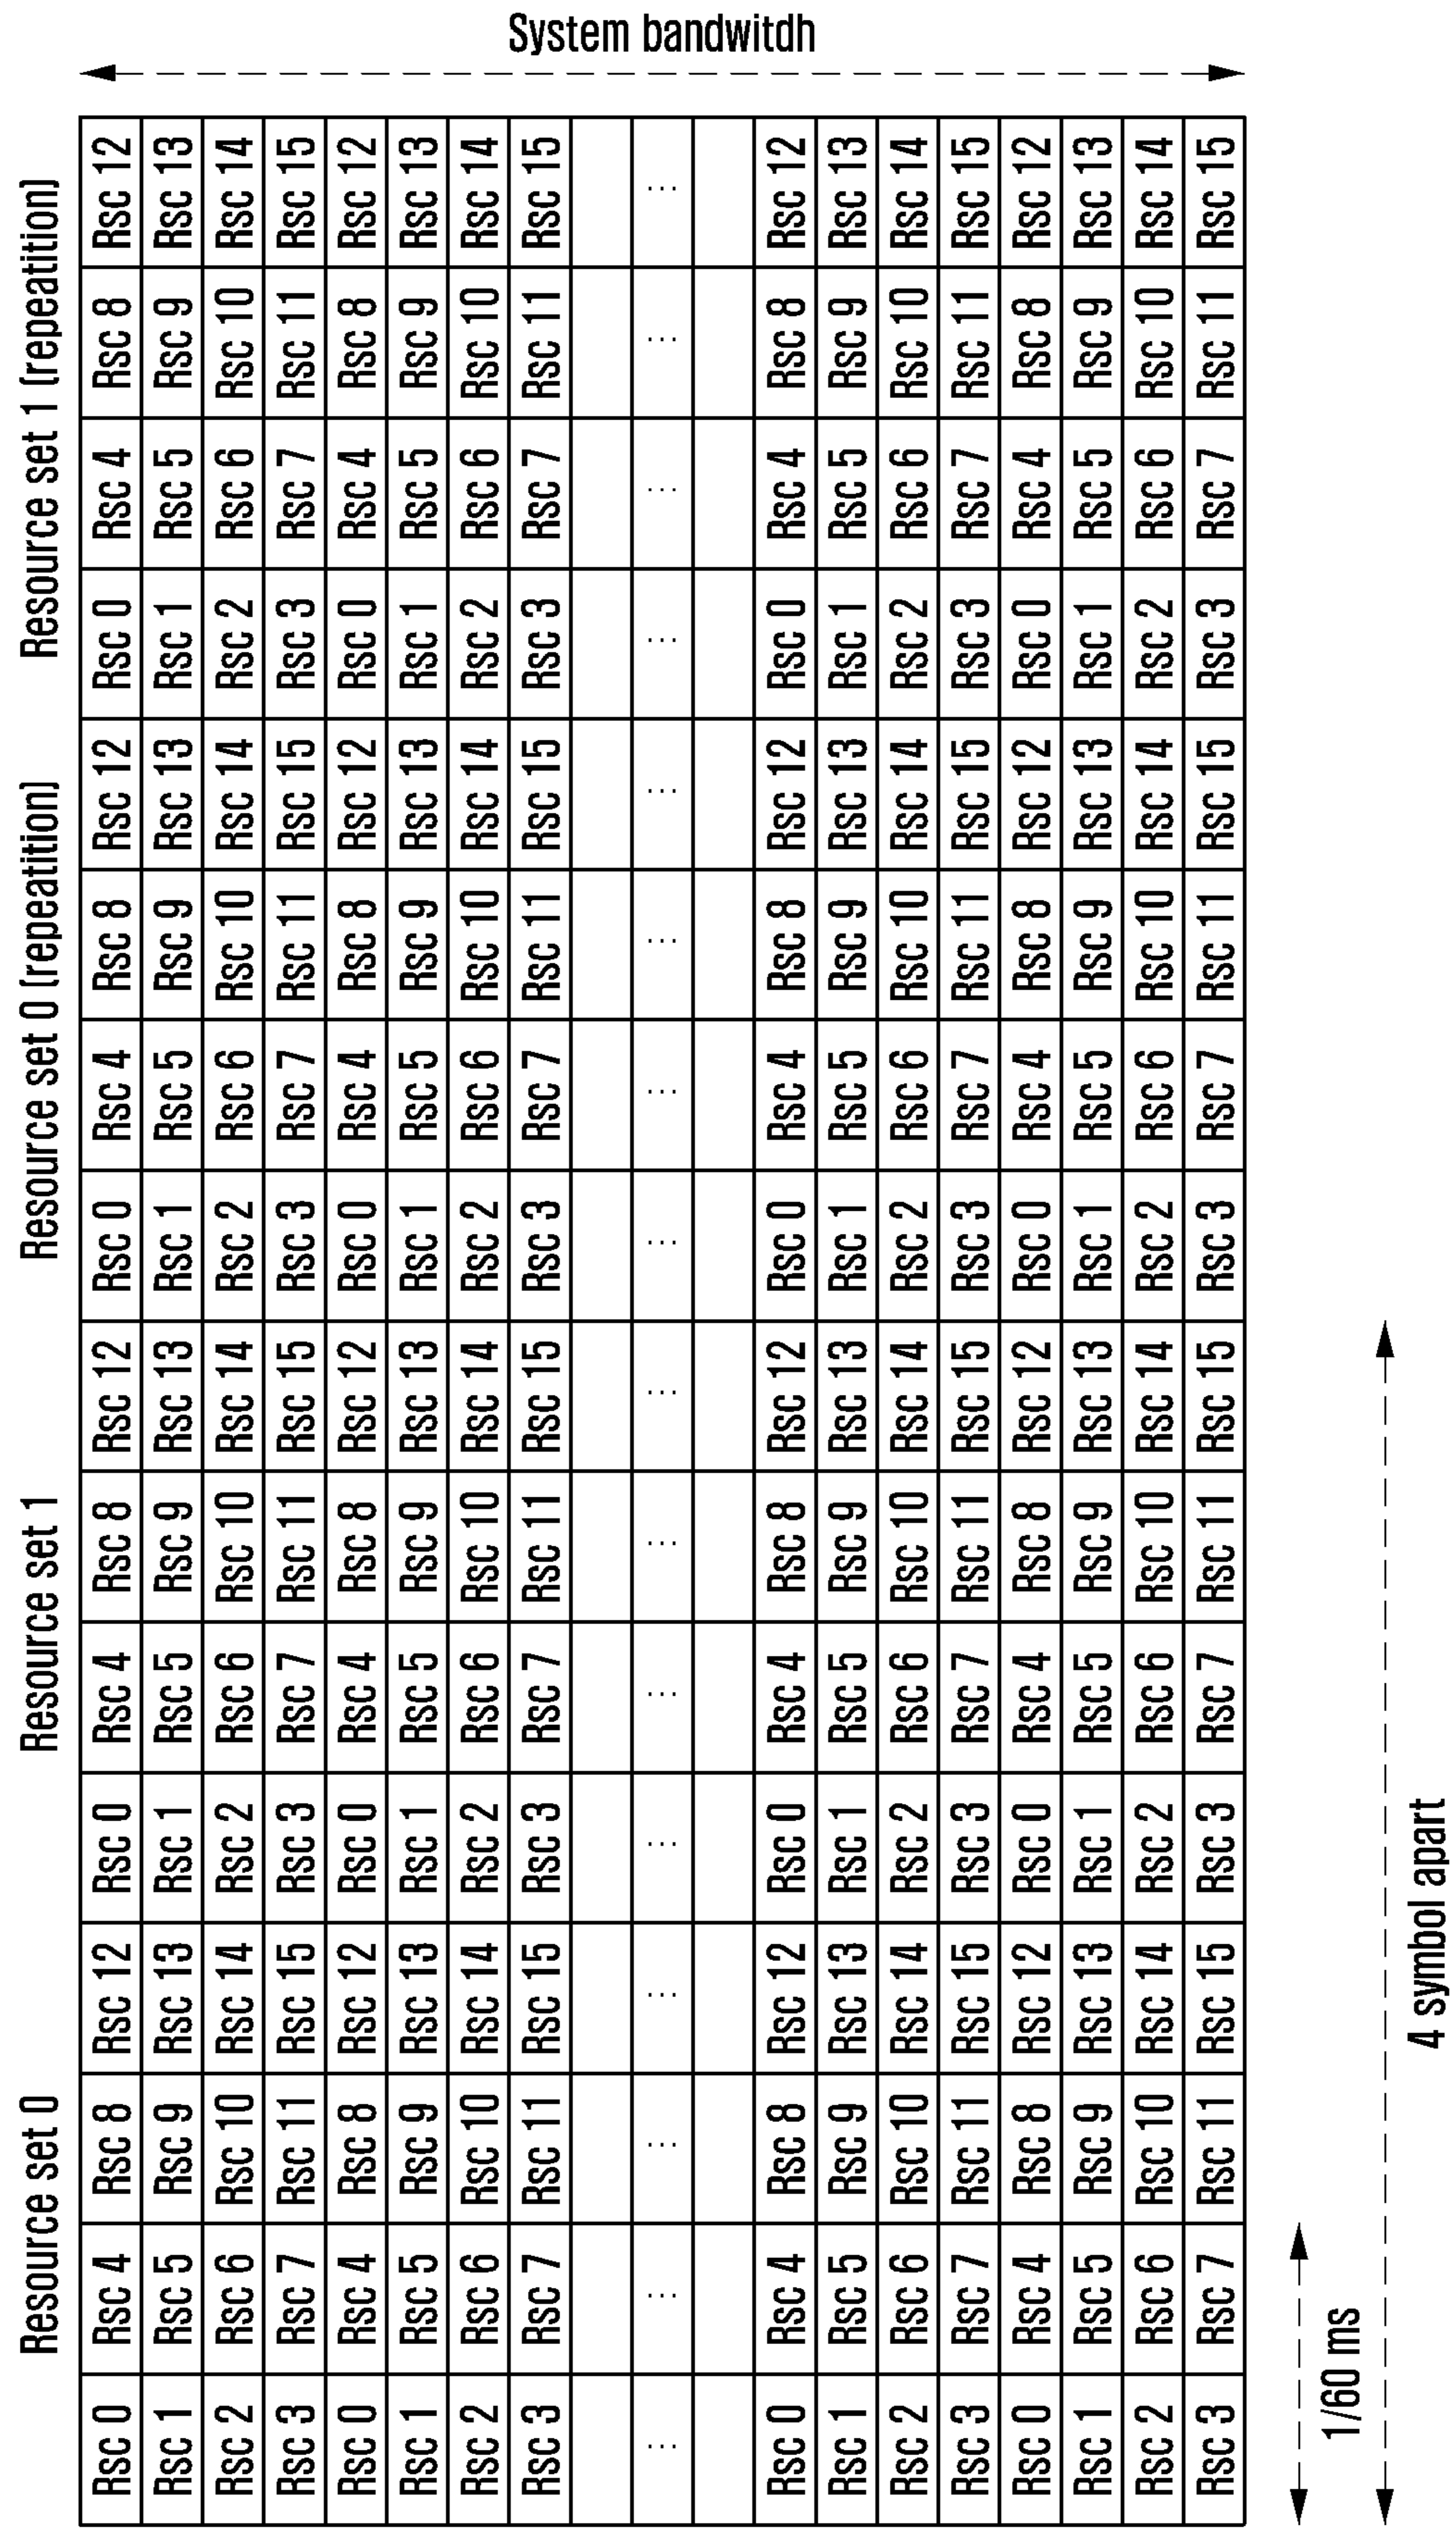 System bandwitdh
Resource set 0 Resource set 1 Resource set 0 (repeatition) Resource set 1 (repeatition)
Rsc 0 Rsc 4 Rsc 8 Rsc 12 Rsc 0 Rsc 4 Rsc 8 Rsc 12 Rsc 0 Rsc 4 Rsc 8 Rsc 12 Rsc 0 Rsc 4 Rsc 8 Rsc 12
Rsc 1 Rsc 5 Rsc 9 Rsc 13 Rsc 1 Rsc 5 Rsc 9 Rsc 13 Rsc 1 Rsc 5 Rsc 9 Rsc 13 Rsc 1 Rsc 5 Rsc 9 Rsc 13
Rsc 2 Rsc 6 Rsc 10 Rsc 14 Rsc 2 Rsc 6 Rsc 10 Rsc 14 Rsc 2 Rsc 6 Rsc 10 Rsc 14 Rsc 2 Rsc 6 Rsc 10 Rsc 14
Rsc 3 Rsc 7 Rsc 11 Rsc 15 Rsc 3 Rsc 7 Rsc 11 Rsc 15 Rsc 3 Rsc 7 Rsc 11 Rsc 15 Rsc 3 Rsc 7 Rsc 11 Rsc 15
Rsc 0 Rsc 4 Rsc 8 Rsc 12 Rsc 0 Rsc 4 Rsc 8 Rsc 12 Rsc 0 Rsc 4 Rsc 8 Rsc 12 Rsc 0 Rsc 4 Rsc 8 Rsc 12
Rsc 1 Rsc 5 Rsc 9 Rsc 13 Rsc 1 Rsc 5 Rsc 9 Rsc 13 Rsc 1 Rsc 5 Rsc 9 Rsc 13 Rsc 1 Rsc 5 Rsc 9 Rsc 13
Rsc 2 Rsc 6 Rsc 10 Rsc 14 Rsc 2 Rsc 6 Rsc 10 Rsc 14 Rsc 2 Rsc 6 Rsc 10 Rsc 14 Rsc 2 Rsc 6 Rsc 10 Rsc 14
Rsc 3 Rsc 7 Rsc 11 Rsc 15 Rsc 3 Rsc 7 Rsc 11 Rsc 15 Rsc 3 Rsc 7 Rsc 11 Rsc 15 Rsc 3 Rsc 7 Rsc 11 Rsc 15
... ... ... ... ... ... ... ... ... ... ... ... ... ... ... ...
Rsc 0 Rsc 4 Rsc 8 Rsc 12 Rsc 0 Rsc 4 Rsc 8 Rsc 12 Rsc 0 Rsc 4 Rsc 8 Rsc 12 Rsc 0 Rsc 4 Rsc 8 Rsc 12
Rsc 1 Rsc 5 Rsc 9 Rsc 13 Rsc 1 Rsc 5 Rsc 9 Rsc 13 Rsc 1 Rsc 5 Rsc 9 Rsc 13 Rsc 1 Rsc 5 Rsc 9 Rsc 13
Rsc 2 Rsc 6 Rsc 10 Rsc 14 Rsc 2 Rsc 6 Rsc 10 Rsc 14 Rsc 2 Rsc 6 Rsc 10 Rsc 14 Rsc 2 Rsc 6 Rsc 10 Rsc 14
Rsc 3 Rsc 7 Rsc 11 Rsc 15 Rsc 3 Rsc 7 Rsc 11 Rsc 15 Rsc 3 Rsc 7 Rsc 11 Rsc 15 Rsc 3 Rsc 7 Rsc 11 Rsc 15
Rsc 0 Rsc 4 Rsc 8 Rsc 12 Rsc 0 Rsc 4 Rsc 8 Rsc 12 Rsc 0 Rsc 4 Rsc 8 Rsc 12 Rsc 0 Rsc 4 Rsc 8 Rsc 12
Rsc 1 Rsc 5 Rsc 9 Rsc 13 Rsc 1 Rsc 5 Rsc 9 Rsc 13 Rsc 1 Rsc 5 Rsc 9 Rsc 13 Rsc 1 Rsc 5 Rsc 9 Rsc 13
Rsc 2 Rsc 6 Rsc 10 Rsc 14 Rsc 2 Rsc 6 Rsc 10 Rsc 14 Rsc 2 Rsc 6 Rsc 10 Rsc 14 Rsc 2 Rsc 6 Rsc 10 Rsc 14
Rsc 3 Rsc 7 Rsc 11 Rsc 15 Rsc 3 Rsc 7 Rsc 11 Rsc 15 Rsc 3 Rsc 7 Rsc 11 Rsc 15 Rsc 3 Rsc 7 Rsc 11 Rsc 15
1/60 ms
4 symbol apart